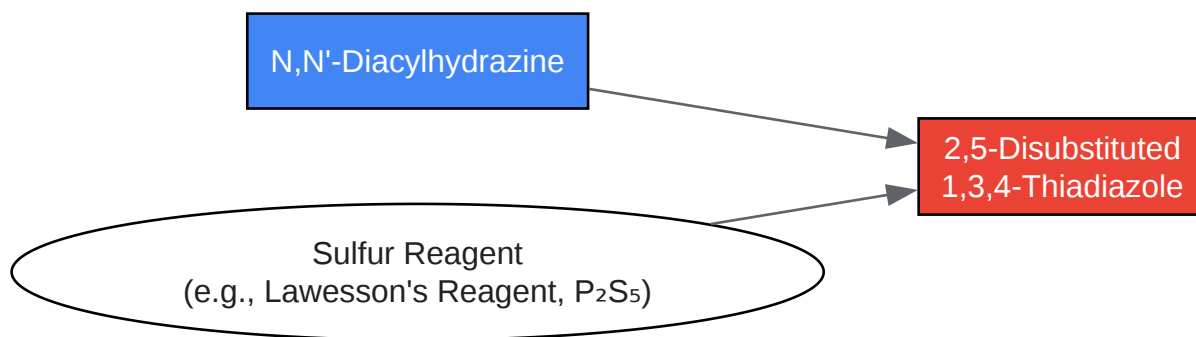 N,N'-Diacylhydrazine
2,5-Disubstituted
1,3,4-Thiadiazole
Sulfur Reagent
(e.g., Lawesson's Reagent, P₂S₅)